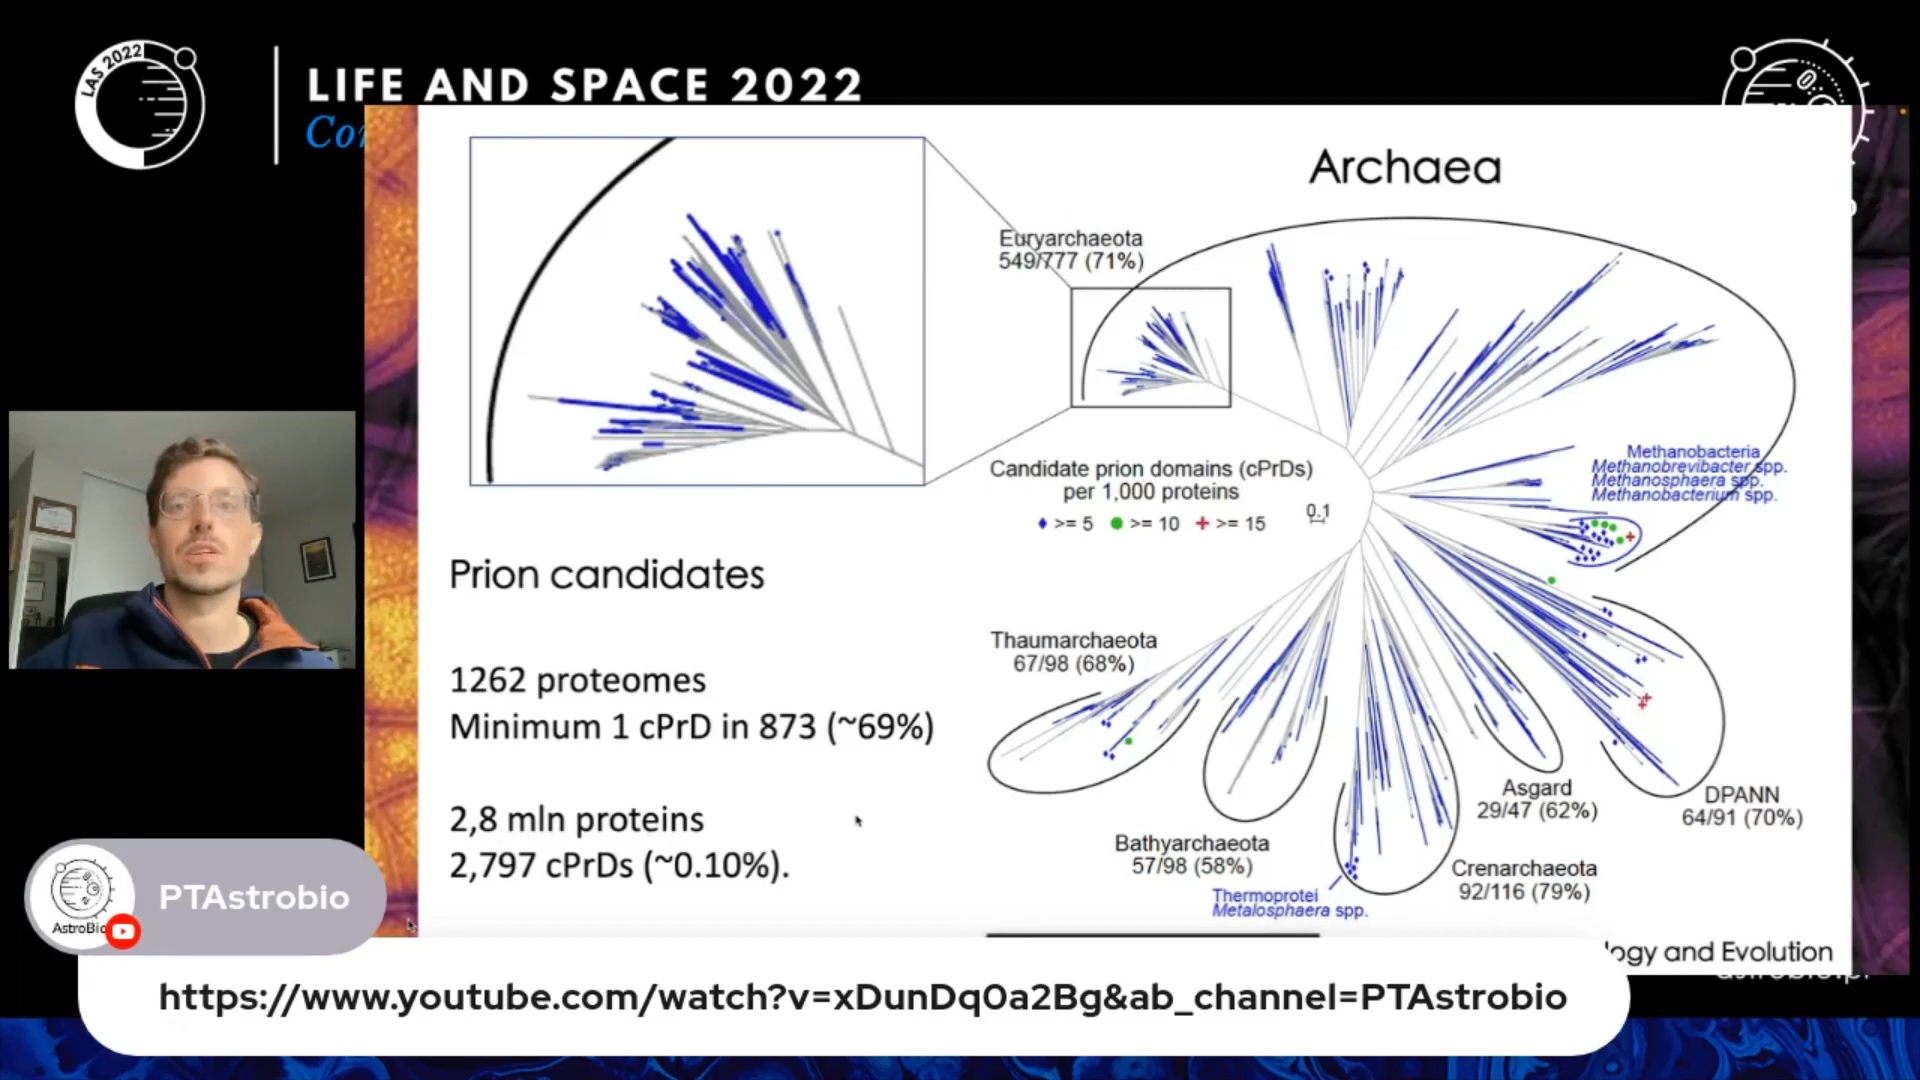 LAS 2022
LIFE AND SPACE 2022
Archaea
Euryarchaeota
549/777 (71%)
Methanobacteria
Methanobrevibacter spp.
Methanosphaera spp.
Methanobacterium spp.
Candidate prion domains (cPrDs)
per 1,000 proteins
>= 5 >= 10 >= 15
0.1
Prion candidates
1262 proteomes
Minimum 1 cPrD in 873 (~69%)
2,8 mln proteins
2,797 cPrDs (~0.10%).
Thaumarchaeota
67/98 (68%)
Bathyarchaeota
57/98 (58%)
Thermoprotei
Metalosphaera spp.
Crenarchaeota
92/116 (79%)
Asgard
29/47 (62%)
DPANN
64/91 (70%)
and Evolution
PTAstrobio
https://www.youtube.com/watch?v=xDunDq0a2Bg&ab_channel=PTAstrobio